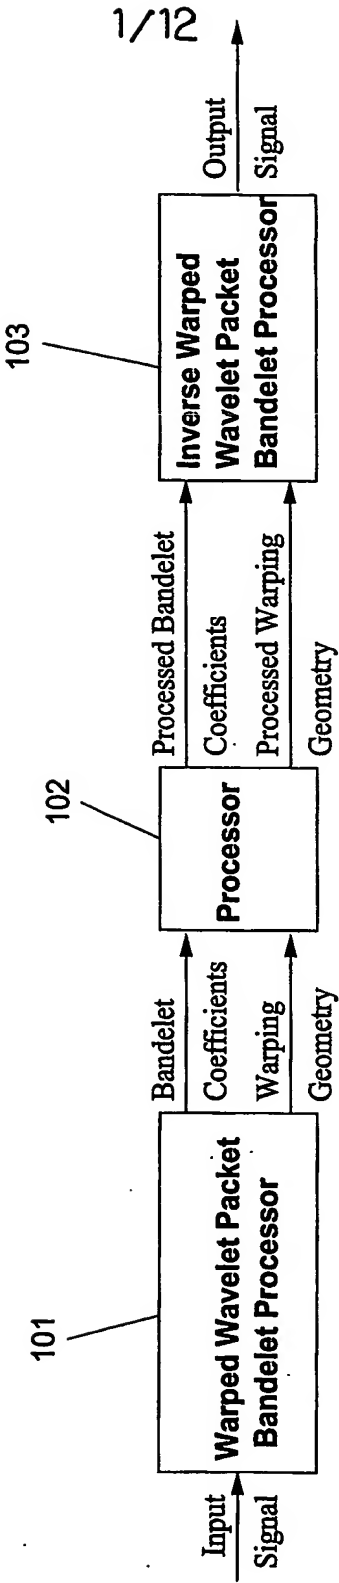 1/12
Input
Signal
101
Warped Wavelet Packet
Bandelet Processor
Bandelet
Coefficients
Warping
Geometry
102
Processor
Processed Bandelet
Coefficients
Processed Warping
Geometry
103
Inverse Warped
Wavelet Packet
Bandelet Processor
Output
Signal